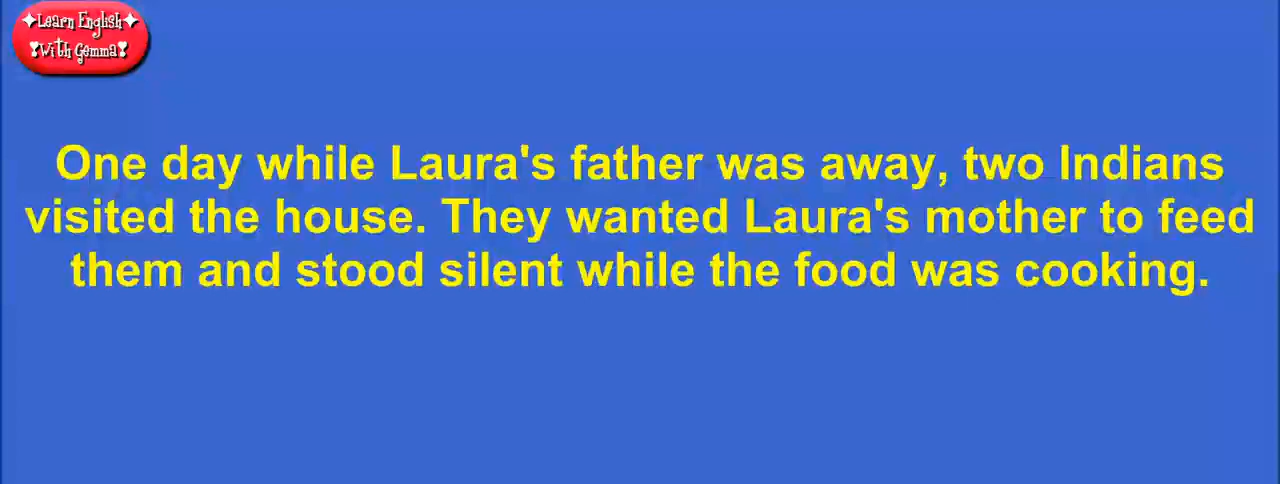 Learn English
With Gemma
One day while Laura's father was away, two Indians
visited the house. They wanted Laura's mother to feed
them and stood silent while the food was cooking.